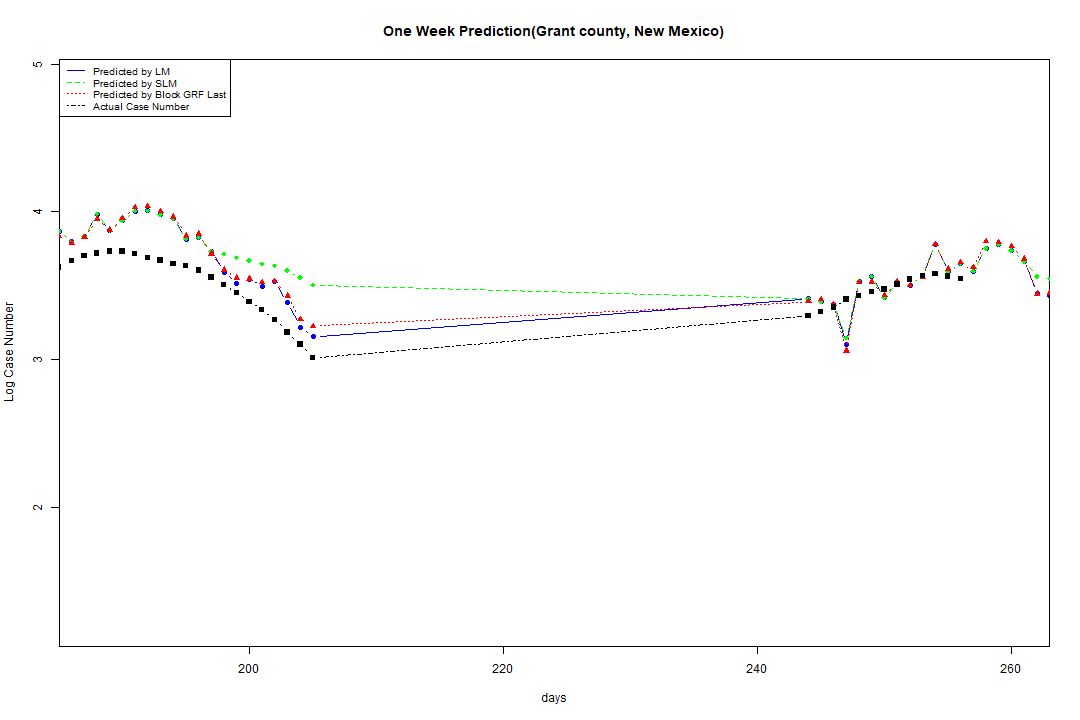 One Week Prediction(Grant county, New Mexico)
Predicted by LM
Predicted by SLM
Predicted by Block GRF Last
Actual Case Number
5
4
3
2
Log Case Number
200
220
240
260
days